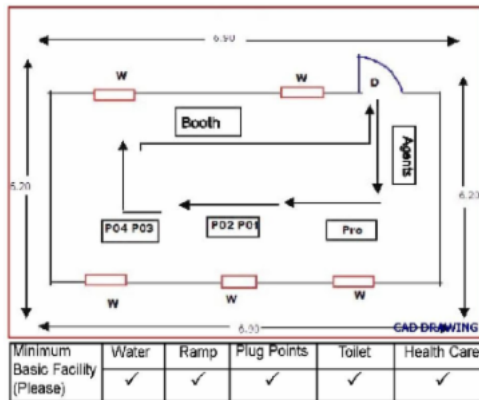 6.90
W
W
D
Booth
Agents
6.20
6.20
P04 P03
P02 P01
Pro
W
W
W
6.90
CAD DRAWING
Minimum Basic Facility (Please)
Water
Ramp
Plug Points
Toilet
Health Care
✓
✓
✓
✓
✓